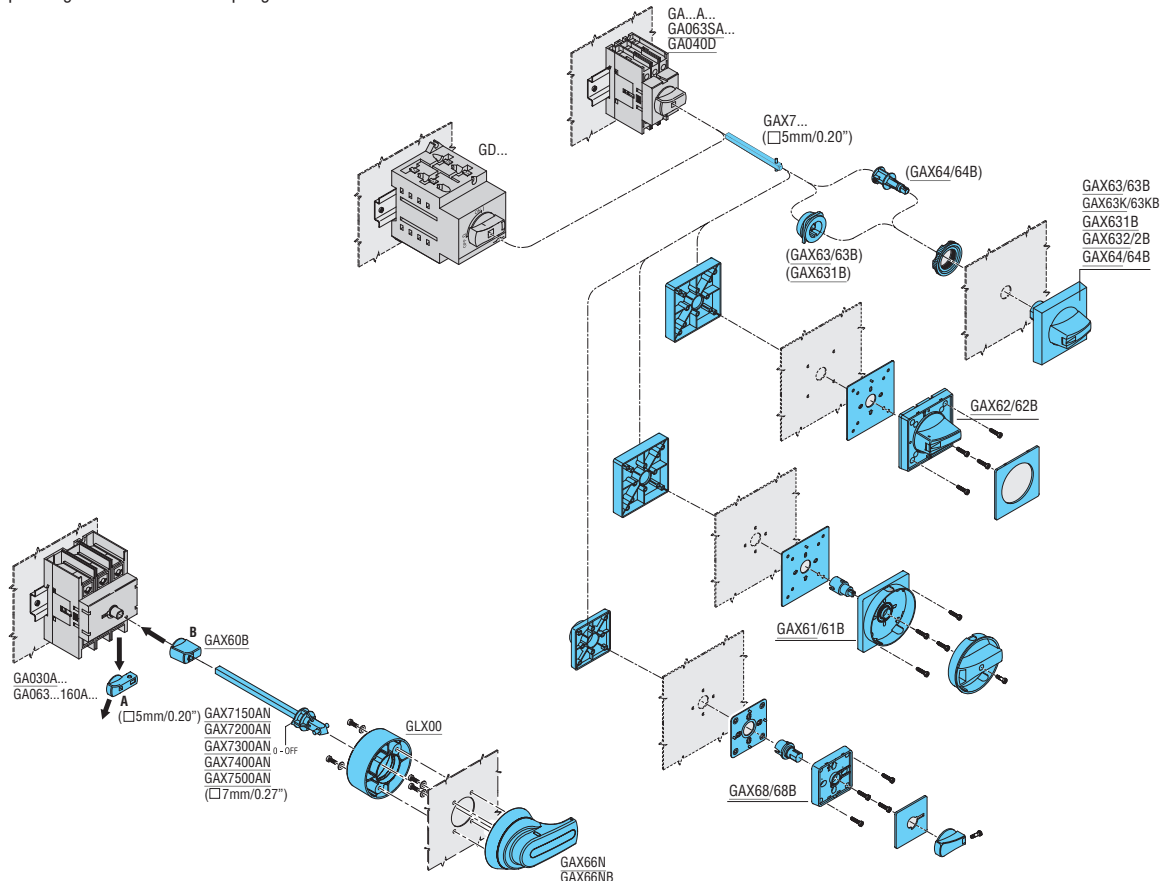 GA...A...
GA063SA...
GA040D
GAX7...
(□5mm/0.20”)
GD...
(GAX64/64B)
GAX63/63B
GAX63K/63KB
GAX631B
GAX632/2B
GAX64/64B
(GAX63/63B)
(GAX631B)
GAX62/62B
B
GAX60B
GAX61/61B
GA030A...
GA063...160A...
A
(□5mm/0.20”)
GAX7150AN
GAX7200AN
GAX7300AN
GAX7400AN
GAX7500AN
(□7mm/0.27”)
0 - OFF
GLX00
GAX68/68B
GAX66N
GAX66NB